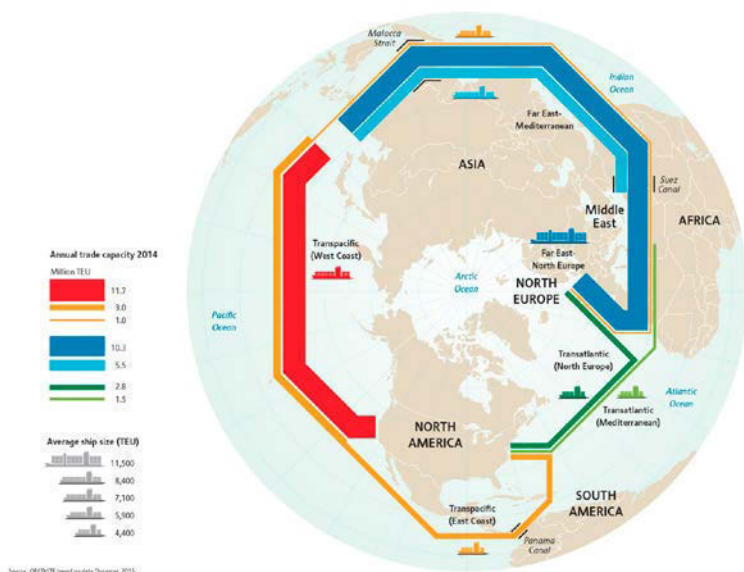 Malacca
Strait
Indian
Ocean
Far East-
Mediterranean
ASIA
Suez
Canal
Middle
East
AFRICA
Transpacific
(West Coast)
Far East-
North Europe
Arctic
Ocean
NORTH
EUROPE
Pacific
Ocean
Transatlantic
(North Europe)
Transatlantic
(Mediterranean)
Atlantic
Ocean
NORTH
AMERICA
SOUTH
AMERICA
Transpacific
(East Coast)
Panama
Canal
Annual trade capacity 2014
Million TEU
11.7
3.0
1.0
10.3
5.5
2.8
1.5
Average ship size (TEU)
11,500
8,400
7,100
5,900
4,400